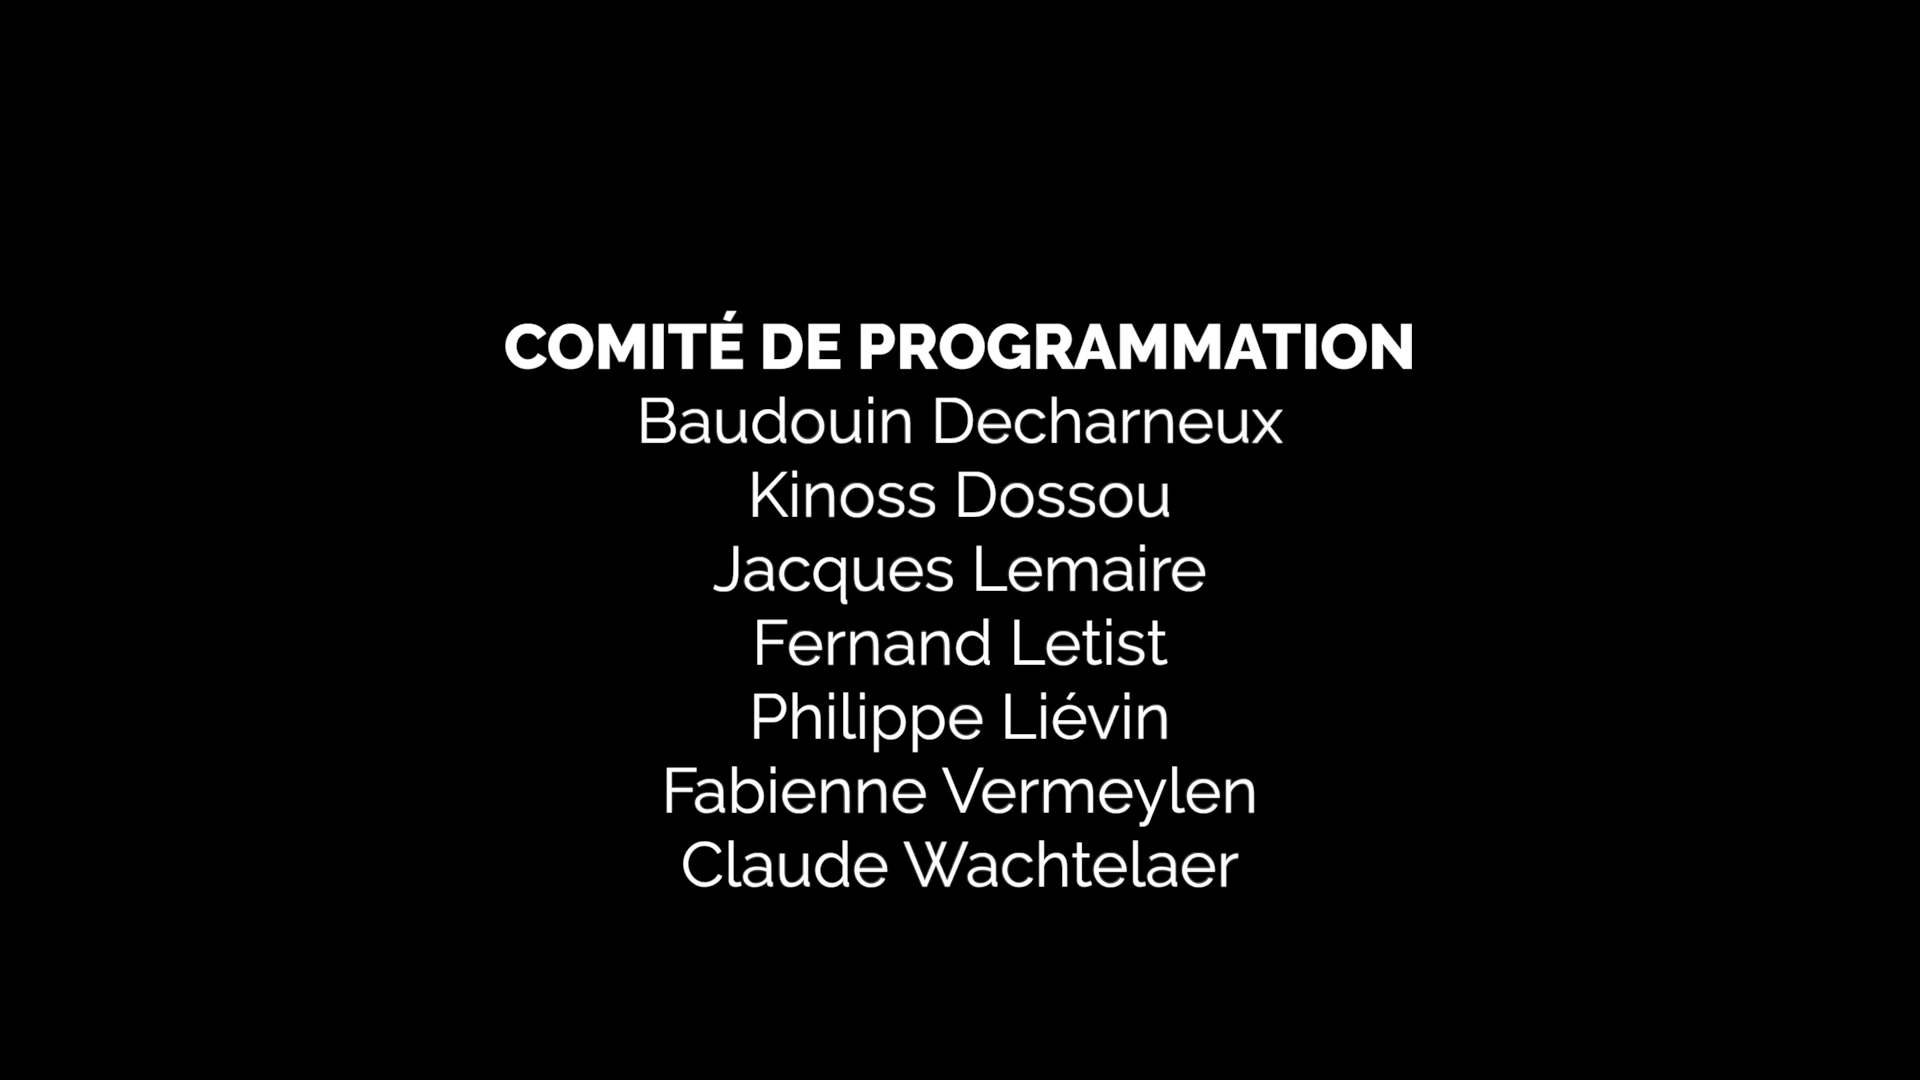 COMITÉ DE PROGRAMMATION
Baudouin Decharneux
Kinoss Dossou
Jacques Lemaire
Fernand Letist
Philippe Liévin
Fabienne Vermeylen
Claude Wachtelaer